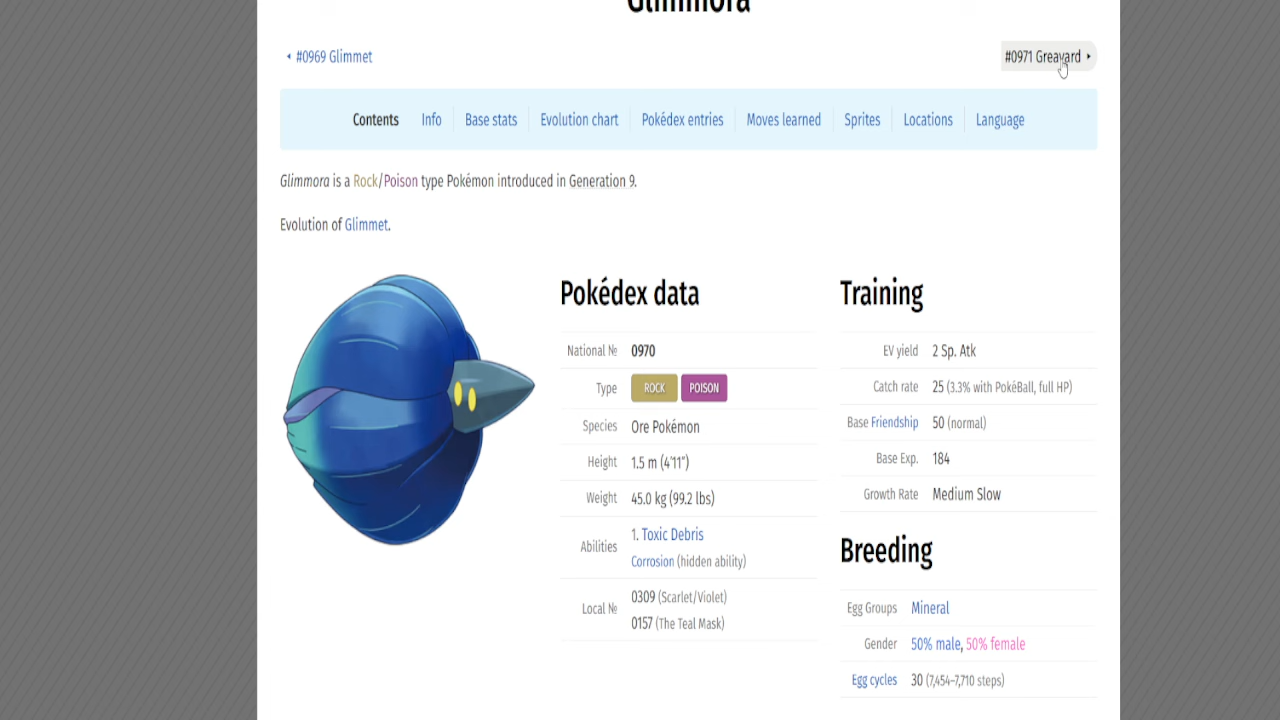 Glimmora
#0969 Glimmet
#0971 Greavard
Contents Info Base stats Evolution chart Pokédex entries Moves learned Sprites Locations Language
Glimmora is a Rock/Poison type Pokémon introduced in Generation 9.
Evolution of Glimmet.
Pokédex data
National № 0970
Type ROCK POISON
Species Ore Pokémon
Height 1.5 m (4′11″)
Weight 45.0 kg (99.2 lbs)
Abilities 1. Toxic Debris
Corrosion (hidden ability)
Local № 0309 (Scarlet/Violet)
0157 (The Teal Mask)
Training
EV yield 2 Sp. Atk
Catch rate 25 (3.3% with PokéBall, full HP)
Base Friendship 50 (normal)
Base Exp. 184
Growth Rate Medium Slow
Breeding
Egg Groups Mineral
Gender 50% male, 50% female
Egg cycles 30 (7,454–7,710 steps)